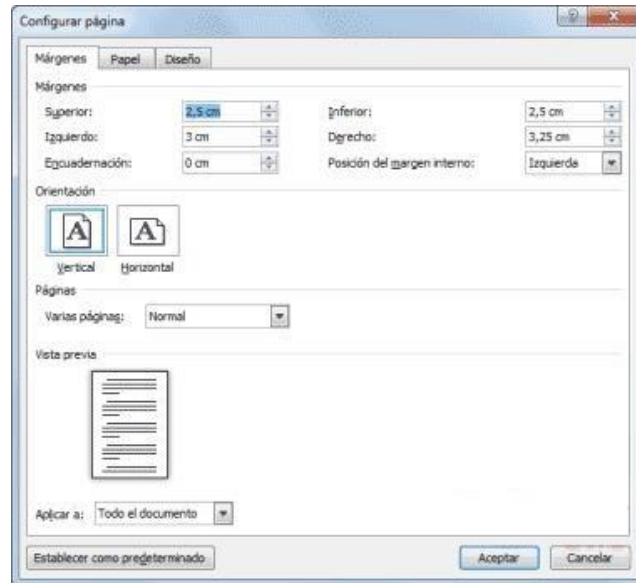 Configurar página
Márgenes Papel Diseño
Márgenes
Superior: 2,5 cm Inferior: 2,5 cm
Izquierdo: 3 cm Derecho: 3,25 cm
Encuadernación: 0 cm Posición del margen interno: Izquierda
Orientación
A A
Vertical Horizontal
Páginas
Varias páginas: Normal
Vista previa
Aplicar a: Todo el documento
Establecer como predeterminado Aceptar Cancelar